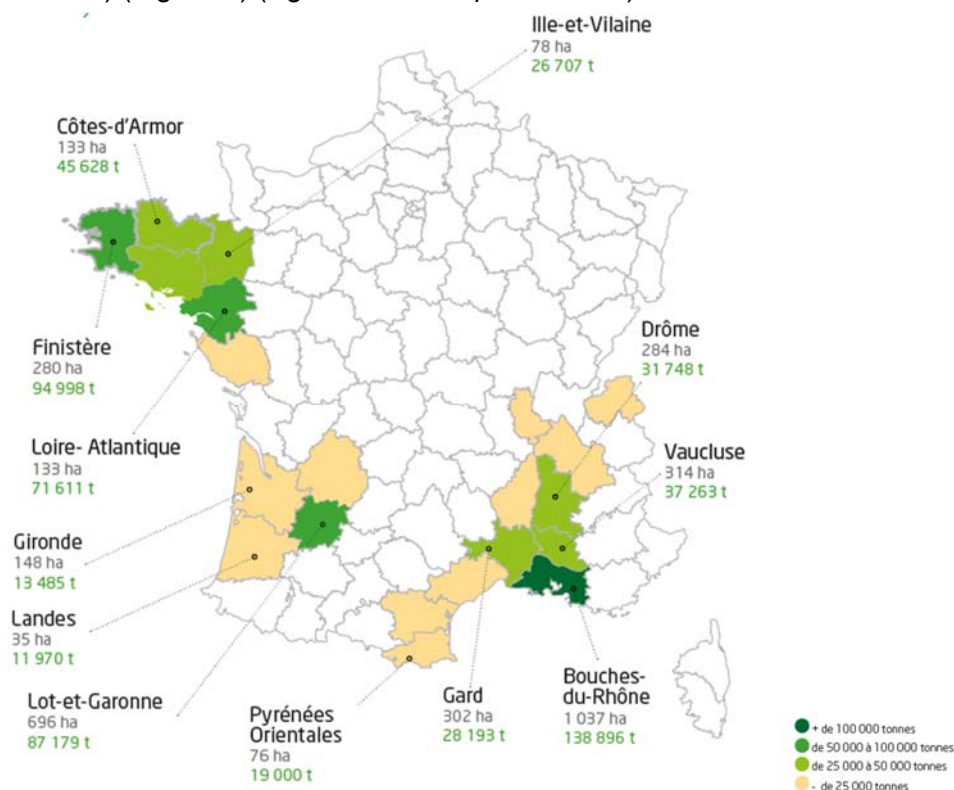 Ille-et-Vilaine
78 ha
26 707 t
Côtes-d'Armor
133 ha
45 628 t
Finistère
280 ha
94 998 t
Drôme
284 ha
31 748 t
Loire- Atlantique
133 ha
71 611 t
Vaucluse
314 ha
37 263 t
Gironde
148 ha
13 485 t
Landes
35 ha
11 970 t
Lot-et-Garonne
696 ha
87 179 t
Pyrénées
Orientales
76 ha
19 000 t
Gard
302 ha
28 193 t
Bouches-
du-Rhône
1 037 ha
138 896 t
+ de 100 000 tonnes
de 50 000 à 100 000 tonnes
de 25 000 à 50 000 tonnes
- de 25 000 tonnes